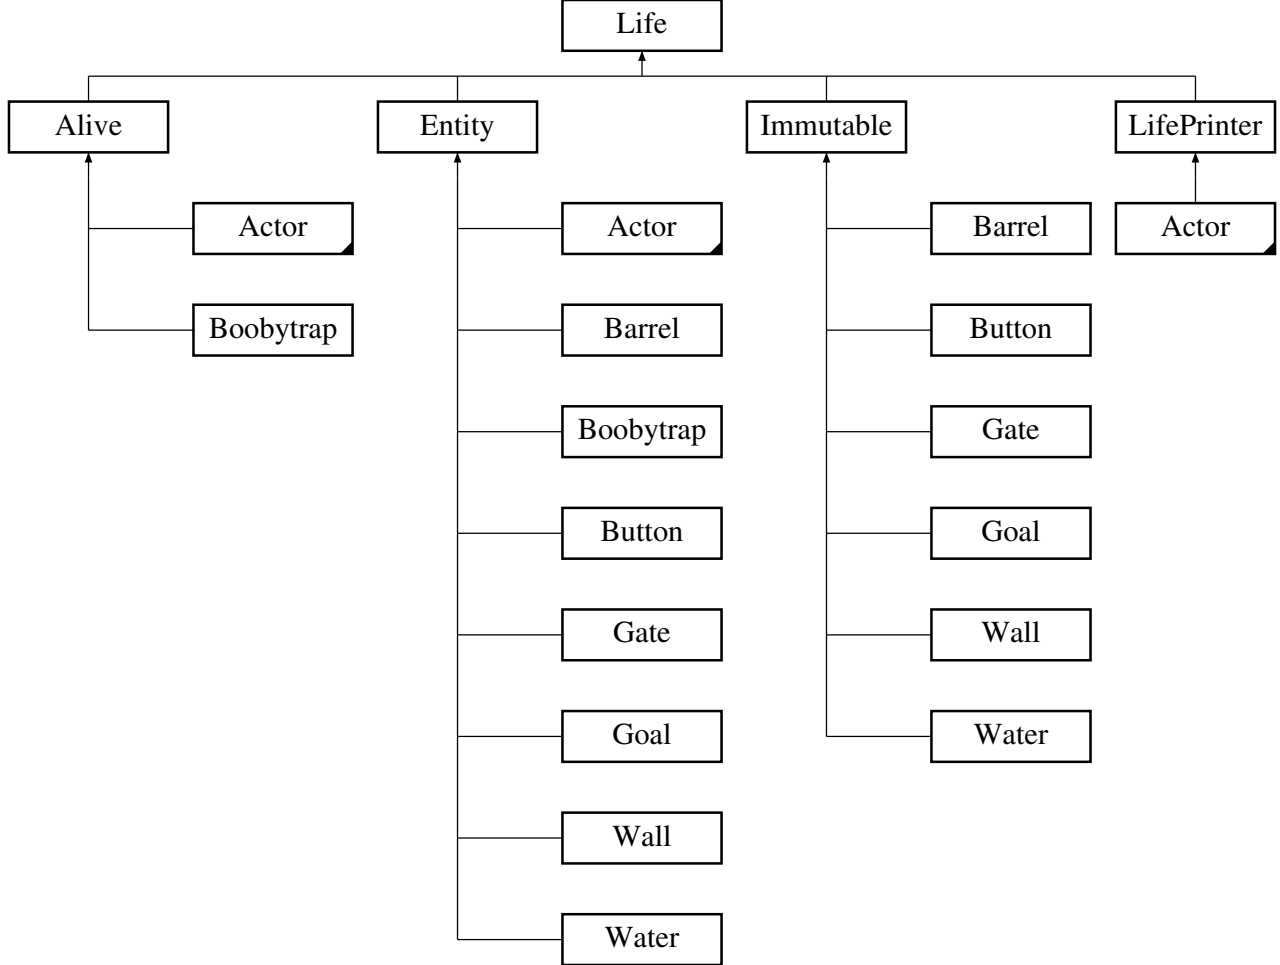 Life
Alive
Entity
Immutable
LifePrinter
Actor
Actor
Barrel
Actor
Boobytrap
Barrel
Button
Boobytrap
Gate
Button
Goal
Gate
Wall
Goal
Water
Wall
Water